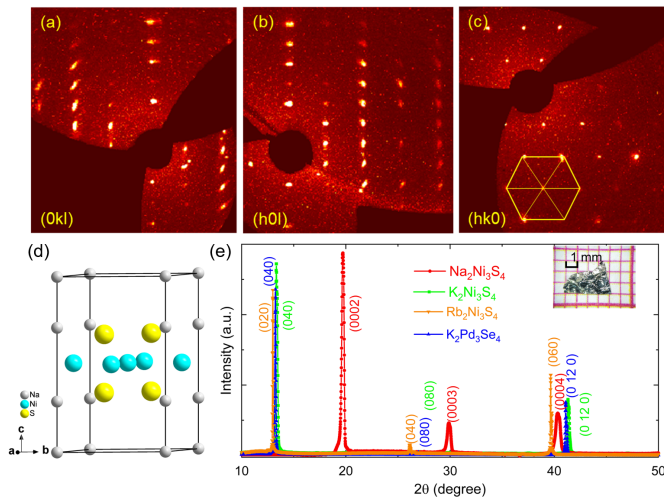 (a)
(b)
(c)
(0kl)
(h0l)
(hk0)
(d)
Na
Ni
S
c
a
b
(e)
Intensity (a.u.)
(020)
(040)
(040)
(0002)
Na₂Ni₃S₄
K₂Ni₃S₄
Rb₂Ni₃S₄
K₂Pd₃Se₄
1 mm
(040)
(080)
(080)
(0003)
(060)
(0004)
(0 12 0)
(0 12 0)
10
20
30
40
50
2θ (degree)